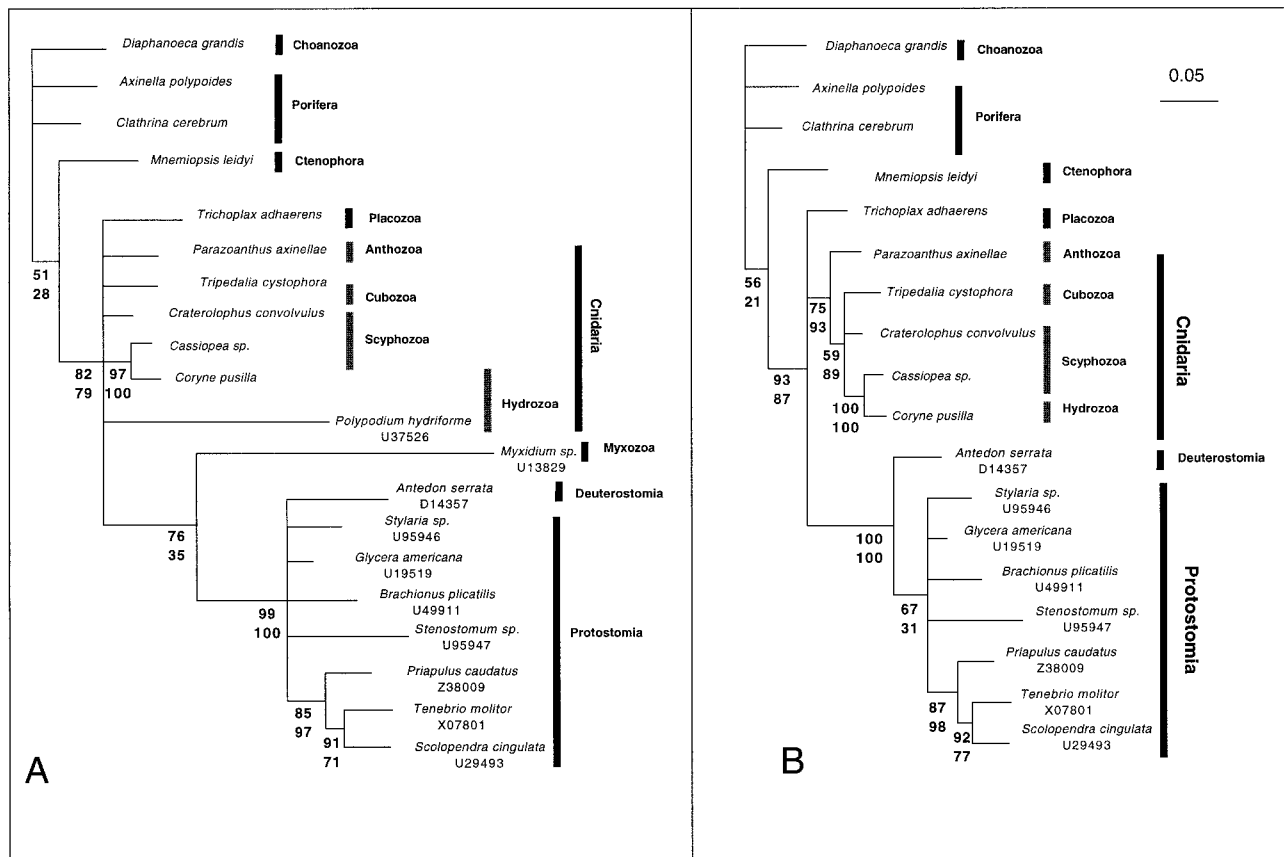 Diaphanoeca grandis
Choanozoa
Axinella polypoides
Porifera
Clathrina cerebrum
Mnemiopsis leidyi
Ctenophora
Trichoplax adhaerens
Placozoa
Parazoanthus axinellae
Anthozoa
51
28
Tripedalia cystophora
Cubozoa
Craterolophus convolvulus
Scyphozoa
Cassiopea sp.
Cnidaria
82
79
97
100
Coryne pusilla
Hydrozoa
Polypodium hydriforme
U37526
Myxidium sp.
U13829
Myxozoa
Antedon serrata
D14357
Deuterostomia
76
35
Stylaria sp.
U95946
Glycera americana
U19519
Brachionus plicatilis
U49911
99
100
Stenostomum sp.
U95947
Protostomia
Priapulus caudatus
Z38009
85
97
Tenebrio molitor
X07801
91
71
Scolopendra cingulata
U29493
A
Diaphanoeca grandis
Choanozoa
0.05
Axinella polypoides
Porifera
Clathrina cerebrum
Mnemiopsis leidyi
Ctenophora
Trichoplax adhaerens
Placozoa
Parazoanthus axinellae
Anthozoa
56
21
Tripedalia cystophora
Cubozoa
75
93
Craterolophus convolvulus
Scyphozoa
59
89
Cassiopea sp.
Cnidaria
93
87
100
100
Coryne pusilla
Hydrozoa
Antedon serrata
D14357
Deuterostomia
Stylaria sp.
U95946
100
100
Glycera americana
U19519
Brachionus plicatilis
U49911
67
31
Stenostomum sp.
U95947
Protostomia
Priapulus caudatus
Z38009
87
98
Tenebrio molitor
X07801
92
77
Scolopendra cingulata
U29493
B